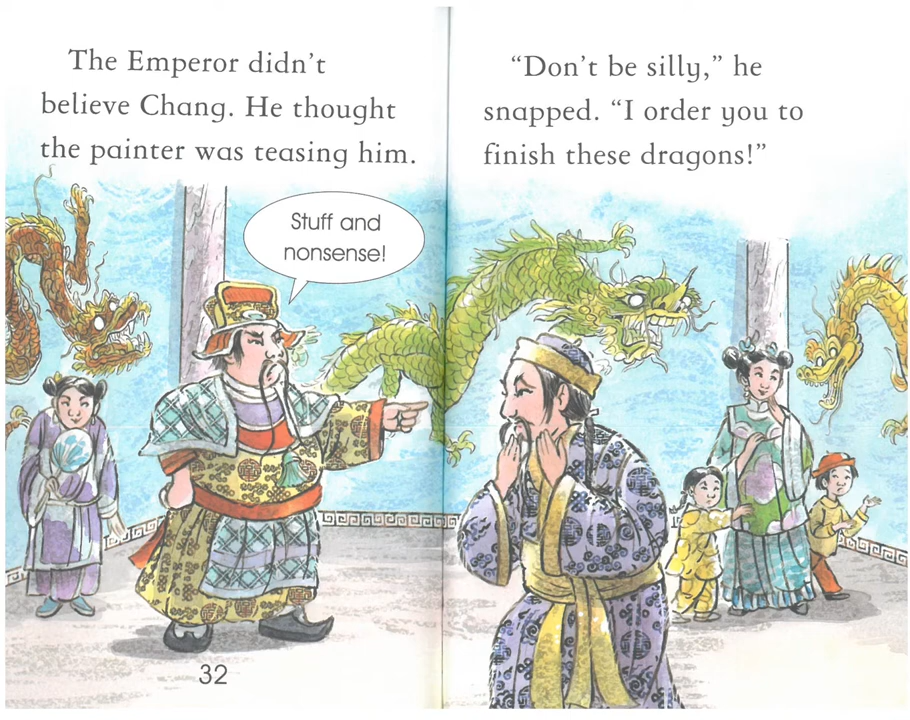 The Emperor didn't
believe Chang. He thought
the painter was teasing him.
Stuff and
nonsense!
32
“Don't be silly,” he
snapped. “I order you to
finish these dragons!”